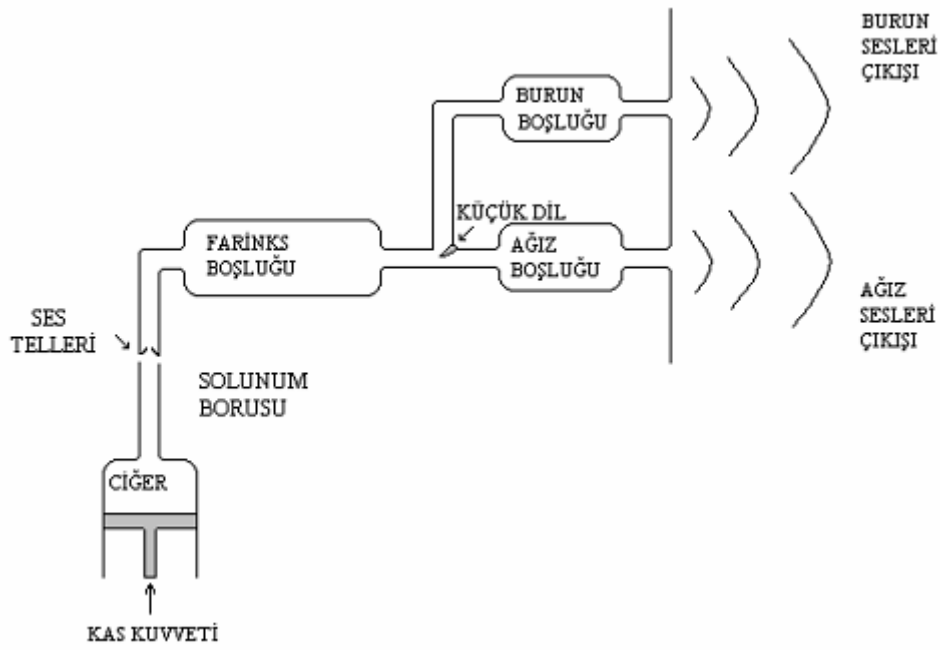 BURUN
SESLERİ
ÇIKIŞI
BURUN
BOŞLUĞU
KÜÇÜK DİL
FARİNKS
BOŞLUĞU
AĞIZ
BOŞLUĞU
AĞIZ
SESLERİ
ÇIKIŞI
SES
TELLERİ
SOLUNUM
BORUSU
CİĞER
KAS KUVVETİ